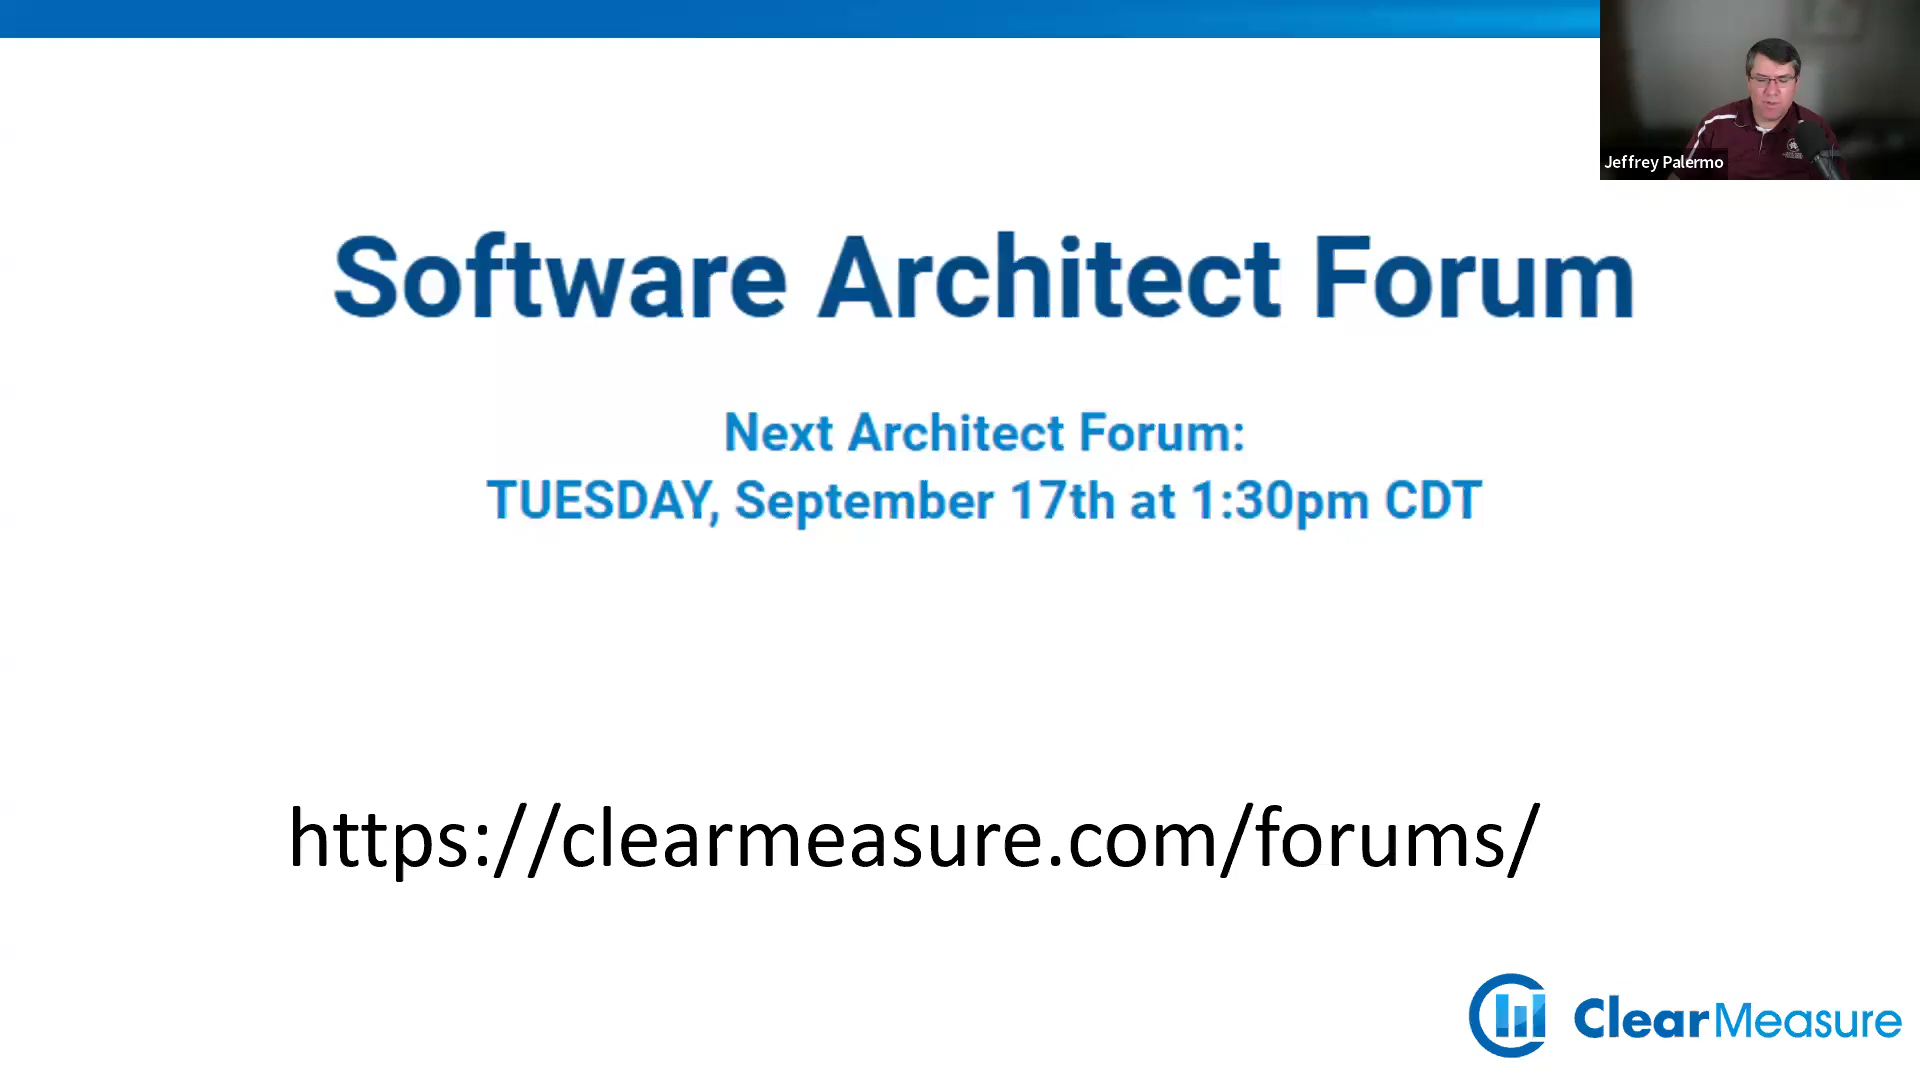 Jeffrey Palermo
Software Architect Forum
Next Architect Forum:
TUESDAY, September 17th at 1:30pm CDT
https://clearmeasure.com/forums/
ClearMeasure